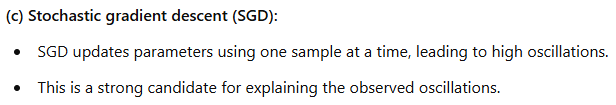 (c) Stochastic gradient descent (SGD):
• SGD updates parameters using one sample at a time, leading to high oscillations.
• This is a strong candidate for explaining the observed oscillations.